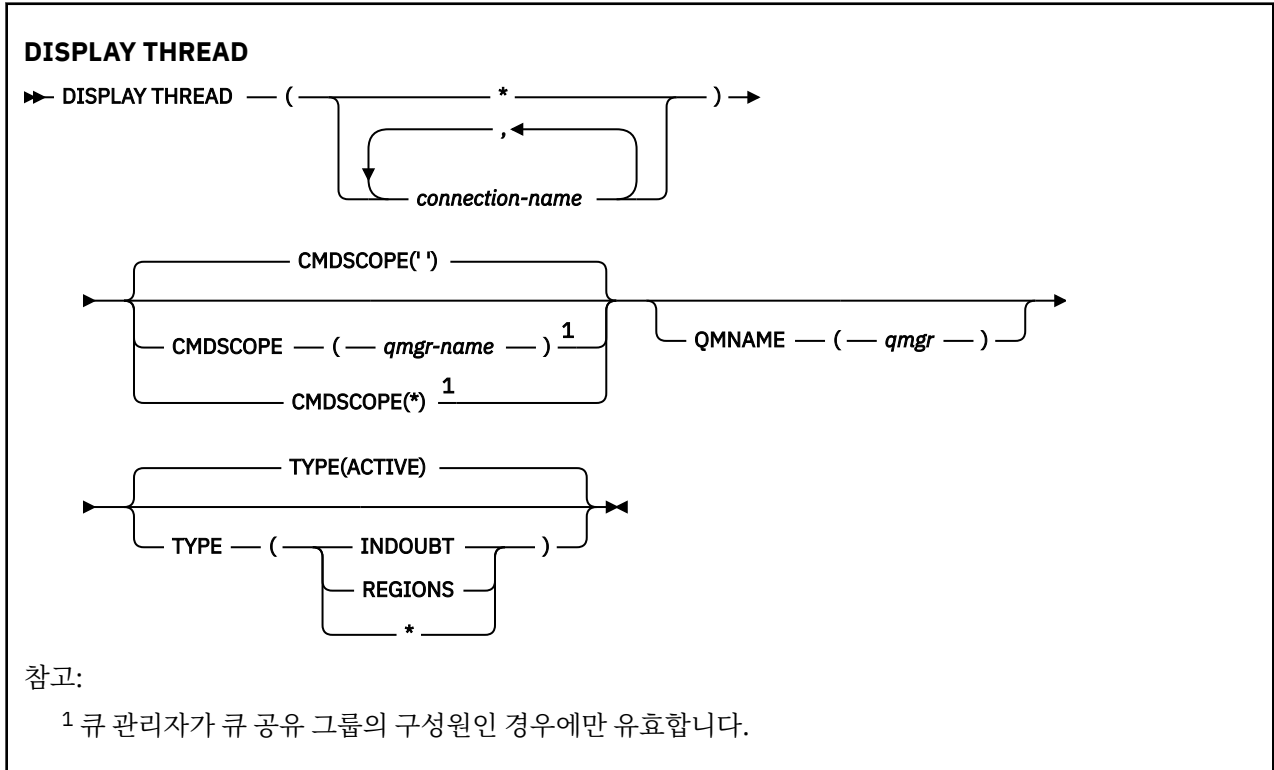 DISPLAY THREAD
DISPLAY THREAD ( * )
,
connection-name
CMDSCOPE(' ')
CMDSCOPE ( qmgr-name ) 1
QMNAME ( qmgr )
CMDSCOPE(*) 1
TYPE(ACTIVE)
TYPE ( INDOUBT )
REGIONS
*
참고:
1 큐 관리자가 큐 공유 그룹의 구성원인 경우에만 유효합니다.